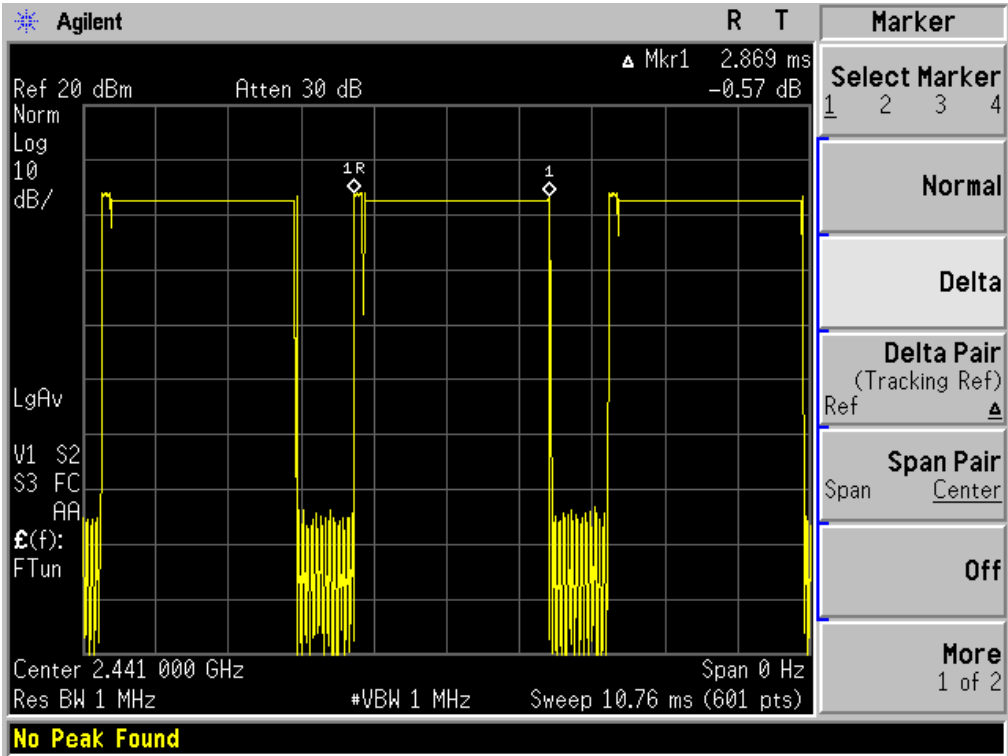 Agilent R T
Δ Mkr1 2.869 ms
Ref 20 dBm Atten 30 dB -0.57 dB
Norm
Log
10
dB/
1R
1
LgAv
V1 S2
S3 FC
AA
£(f):
FTun
Center 2.441 000 GHz Span 0 Hz
Res BW 1 MHz #VBW 1 MHz Sweep 10.76 ms (601 pts)
No Peak Found
Marker
Select Marker
1 2 3 4
Normal
Delta
Delta Pair
(Tracking Ref)
Ref Δ
Span Pair
Span Center
Off
More
1 of 2